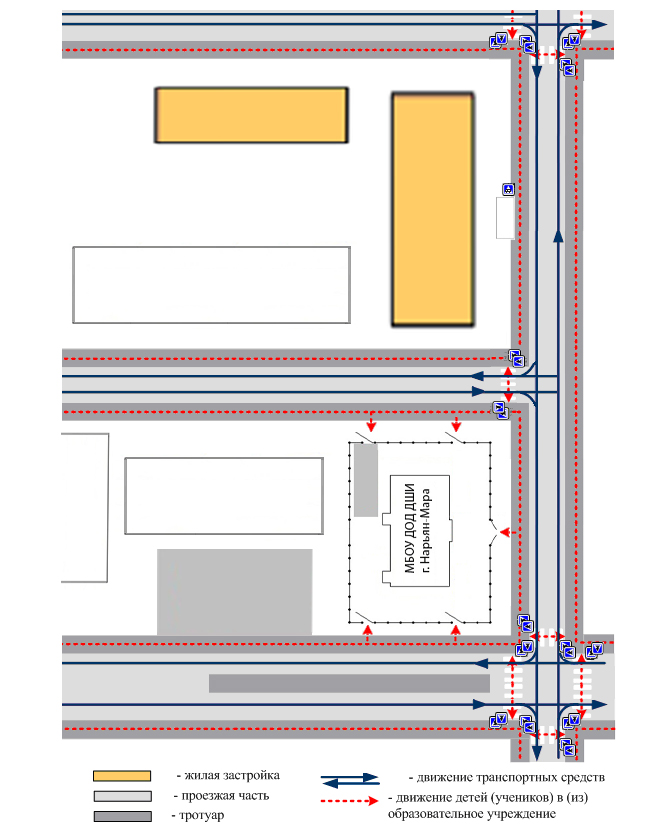 МБОУ ДОД ДШИ
г. Нарьян-Мара
- жилая застройка
- проезжая часть
- тротуар
- движение транспортных средств
- движение детей (учеников) в (из)
образовательное учреждение